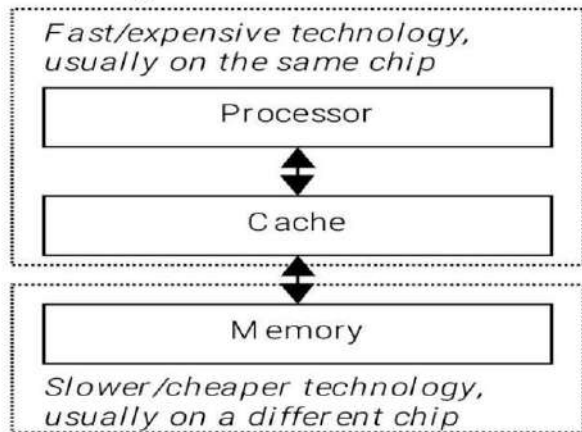 Fast/expensive technology,
usually on the same chip
Processor
Cache
Memory
Slower/cheaper technology,
usually on a different chip